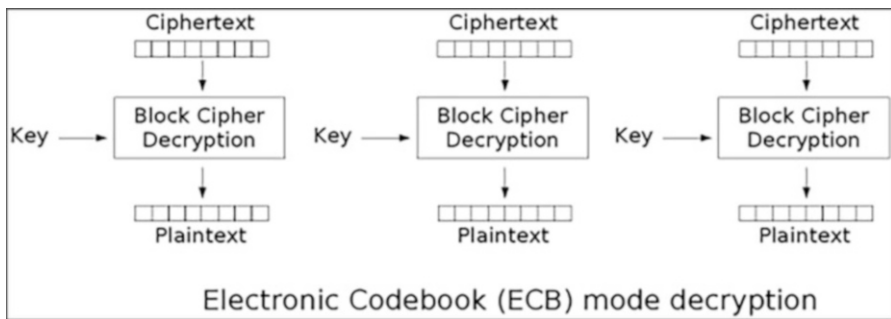 Ciphertext
Ciphertext
Ciphertext
Key
Block Cipher
Decryption
Key
Block Cipher
Decryption
Key
Block Cipher
Decryption
Plaintext
Plaintext
Plaintext
Electronic Codebook (ECB) mode decryption